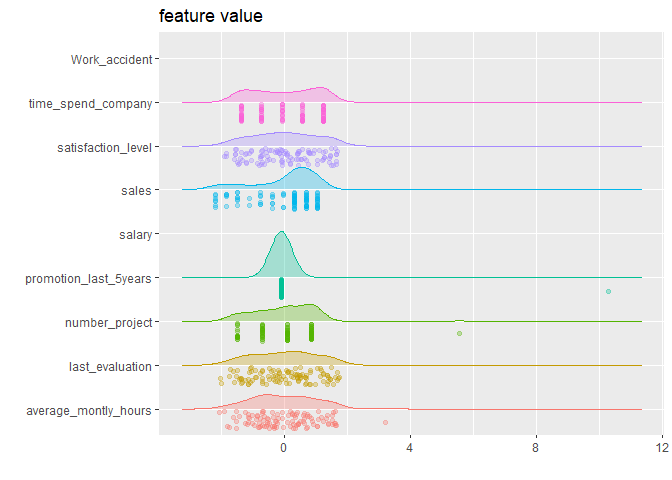 feature value
Work_accident
time_spend_company
satisfaction_level
sales
salary
promotion_last_5years
number_project
last_evaluation
average_montly_hours
0 4 8 12